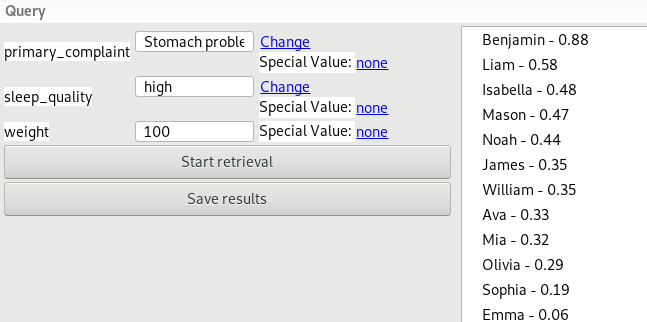 Query
primary_complaint
Stomach proble
Change
Special Value: none
sleep_quality
high
Change
Special Value: none
weight
100
Special Value: none
Start retrieval
Save results
Benjamin - 0.88
Liam - 0.58
Isabella - 0.48
Mason - 0.47
Noah - 0.44
James - 0.35
William - 0.35
Ava - 0.33
Mia - 0.32
Olivia - 0.29
Sophia - 0.19
Emma - 0.06